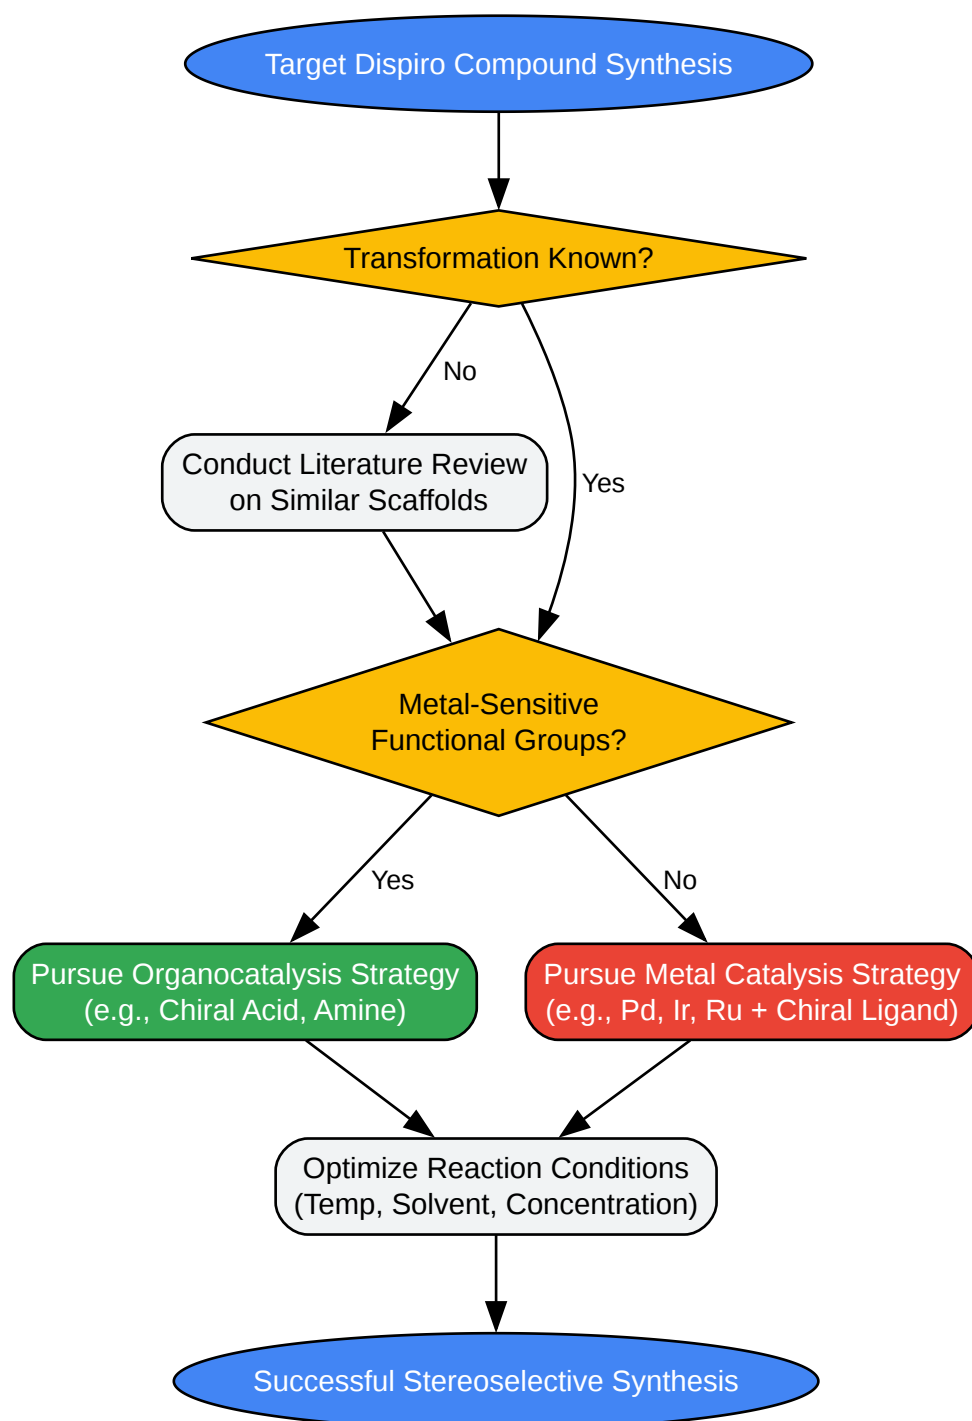 Target Dispiro Compound Synthesis
Transformation Known?
No
Conduct Literature Review
on Similar Scaffolds
Yes
Metal-Sensitive
Functional Groups?
Yes
No
Pursue Organocatalysis Strategy
(e.g., Chiral Acid, Amine)
Pursue Metal Catalysis Strategy
(e.g., Pd, Ir, Ru + Chiral Ligand)
Optimize Reaction Conditions
(Temp, Solvent, Concentration)
Successful Stereoselective Synthesis